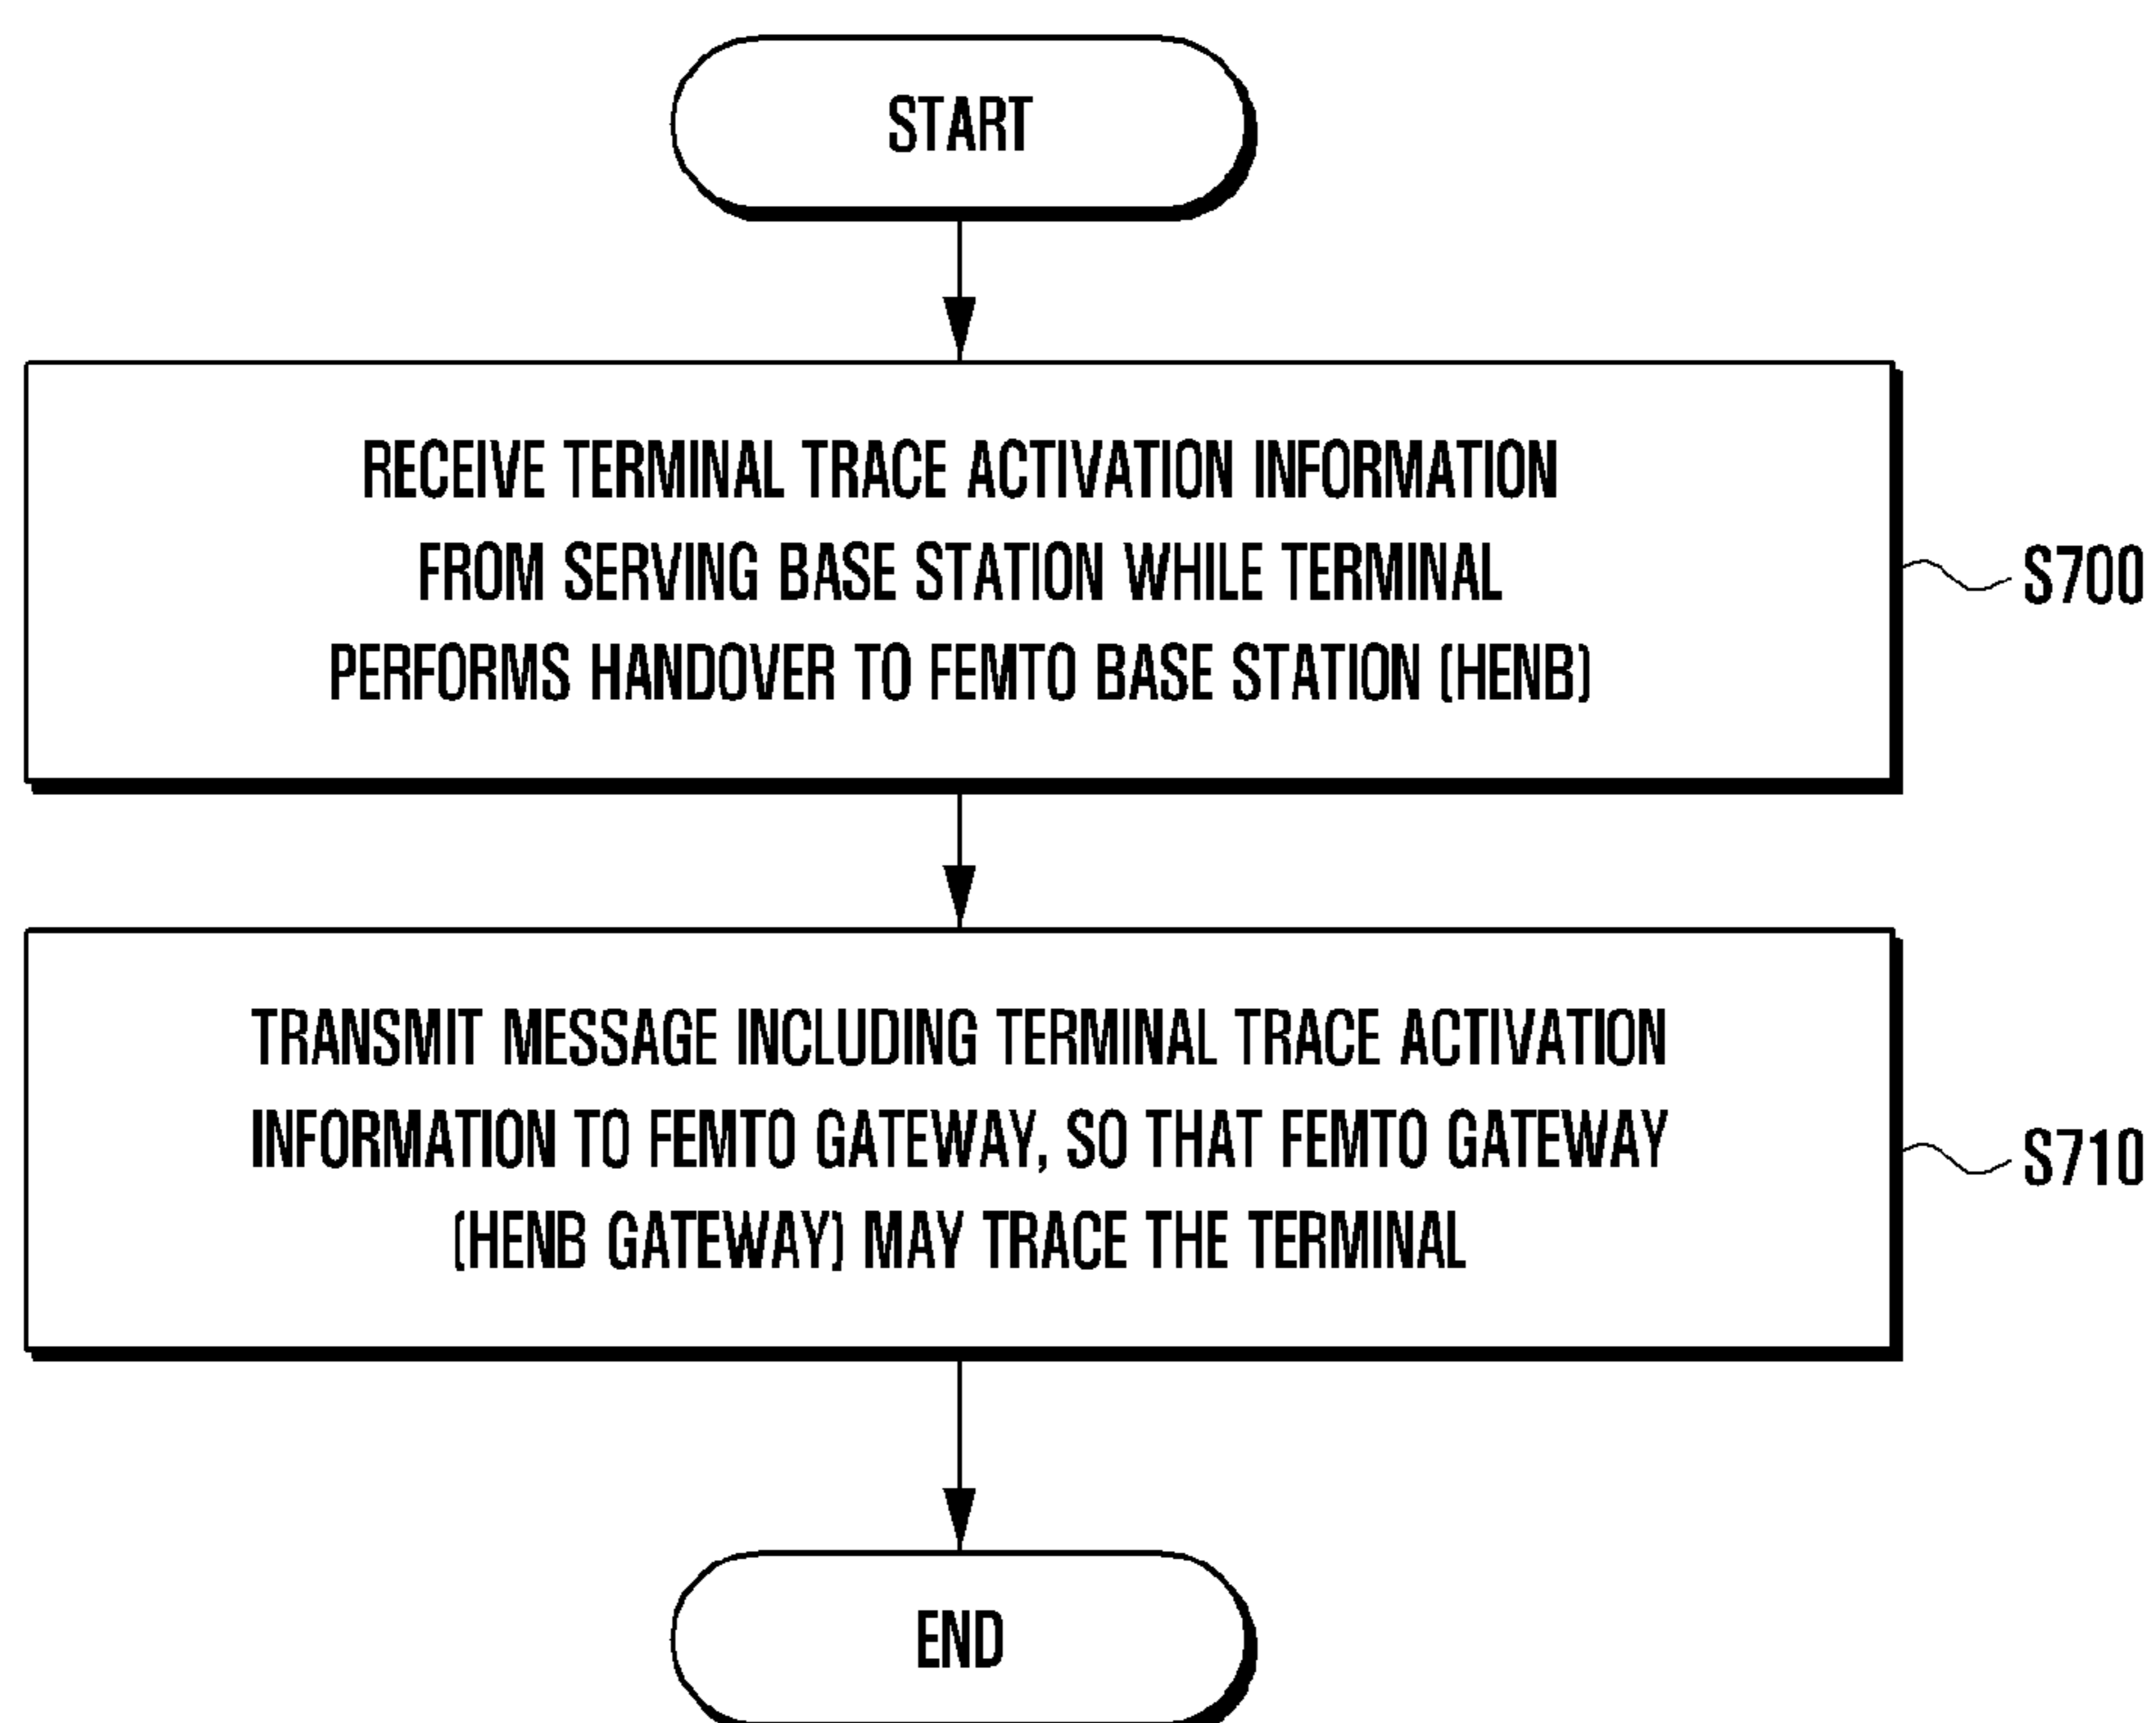 START
RECEIVE TERMINAL TRACE ACTIVATION INFORMATION
FROM SERVING BASE STATION WHILE TERMINAL
PERFORMS HANDOVER TO FEMTO BASE STATION (HENB)
S700
TRANSMIT MESSAGE INCLUDING TERMINAL TRACE ACTIVATION
INFORMATION TO FEMTO GATEWAY, SO THAT FEMTO GATEWAY
(HENB GATEWAY) MAY TRACE THE TERMINAL
S710
END